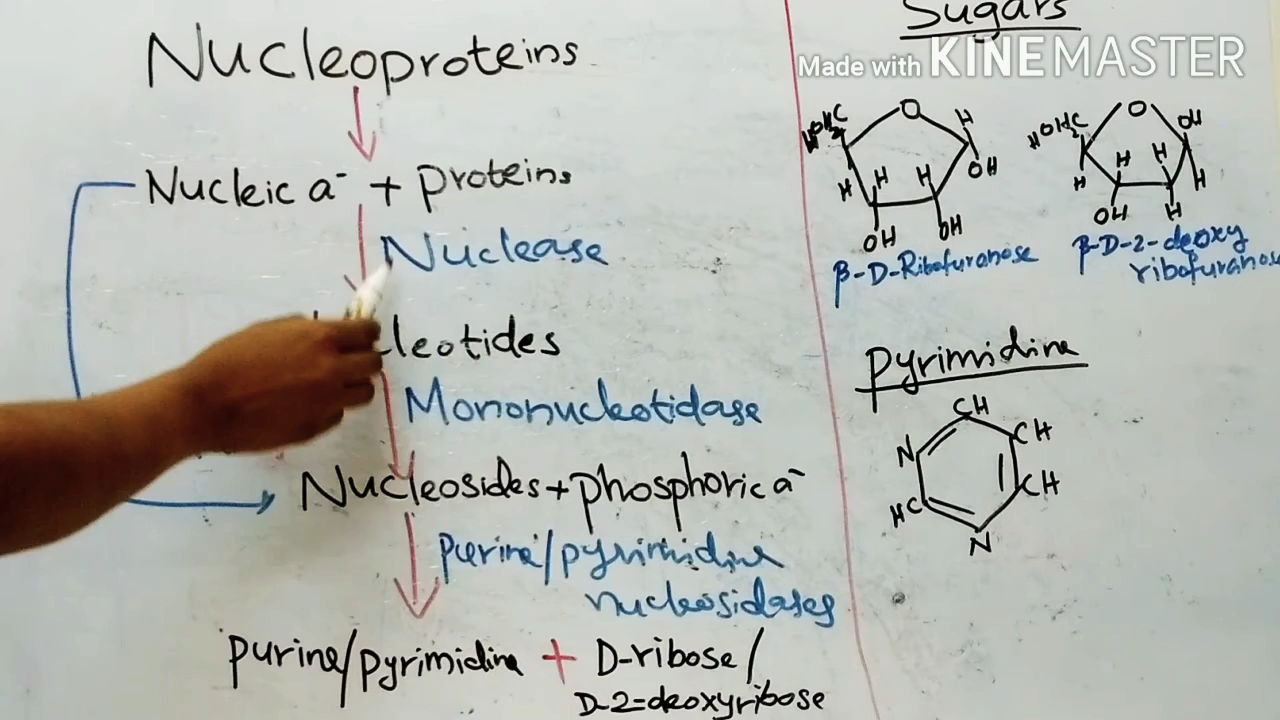 Nucleoproteins
Nucleic a- + proteins
Nuclease
leotides
Mononucleotidase
Nucleosides + phosphoric a-
purine/pyrimidine
nucleosidases
purine/pyrimidine + D-ribose/
D-2-deoxyribose
Sugars
Made with KINEMASTER
HOH2C O H
H H H OH
OH OH
β-D-Ribofuranose
HOH2C O OH
H H H H
OH H
β-D-2-deoxy
ribofuranose
Pyrimidine
CH
N CH
HC CH
N